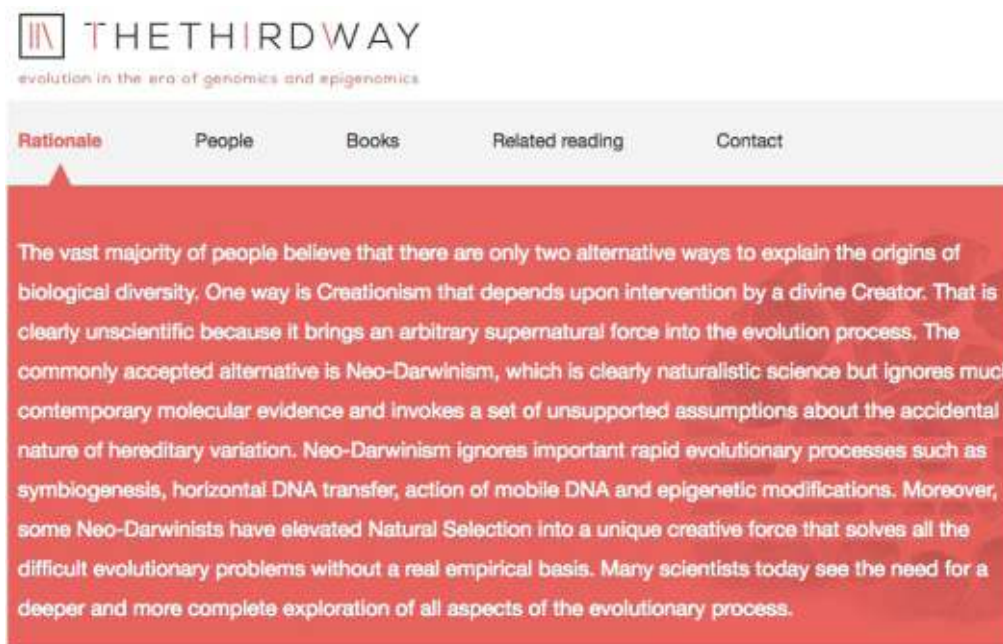 THETHIRDWAY
evolution in the era of genomics and epigenomics
Rationale People Books Related reading Contact
The vast majority of people believe that there are only two alternative ways to explain the origins of
biological diversity. One way is Creationism that depends upon intervention by a divine Creator. That is
clearly unscientific because it brings an arbitrary supernatural force into the evolution process. The
commonly accepted alternative is Neo-Darwinism, which is clearly naturalistic science but ignores muc
contemporary molecular evidence and invokes a set of unsupported assumptions about the accidental
nature of hereditary variation. Neo-Darwinism ignores important rapid evolutionary processes such as
symbiogenesis, horizontal DNA transfer, action of mobile DNA and epigenetic modifications. Moreover,
some Neo-Darwinists have elevated Natural Selection into a unique creative force that solves all the
difficult evolutionary problems without a real empirical basis. Many scientists today see the need for a
deeper and more complete exploration of all aspects of the evolutionary process.